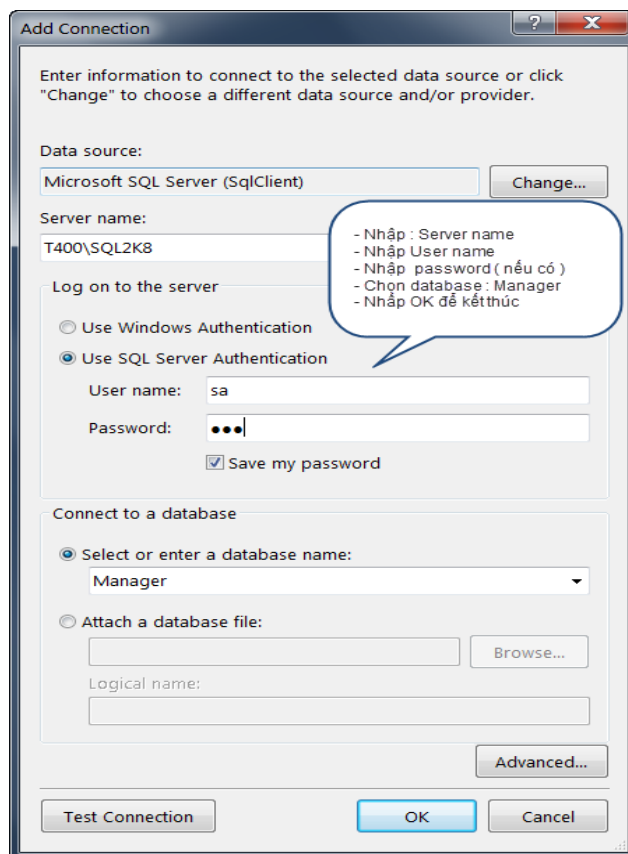 Add Connection
?
X
Enter information to connect to the selected data source or click
"Change" to choose a different data source and/or provider.
Data source:
Microsoft SQL Server (SqlClient)
Change...
Server name:
T400\SQL2K8
- Nhập : Server name
- Nhập User name
- Nhập password ( nếu có )
- Chọn database : Manager
- Nhấp OK để kết thúc
Log on to the server
Use Windows Authentication
Use SQL Server Authentication
User name:
sa
Password:
●●●
Save my password
Connect to a database
Select or enter a database name:
Manager
Attach a database file:
Browse...
Logical name:
Advanced...
Test Connection
OK
Cancel